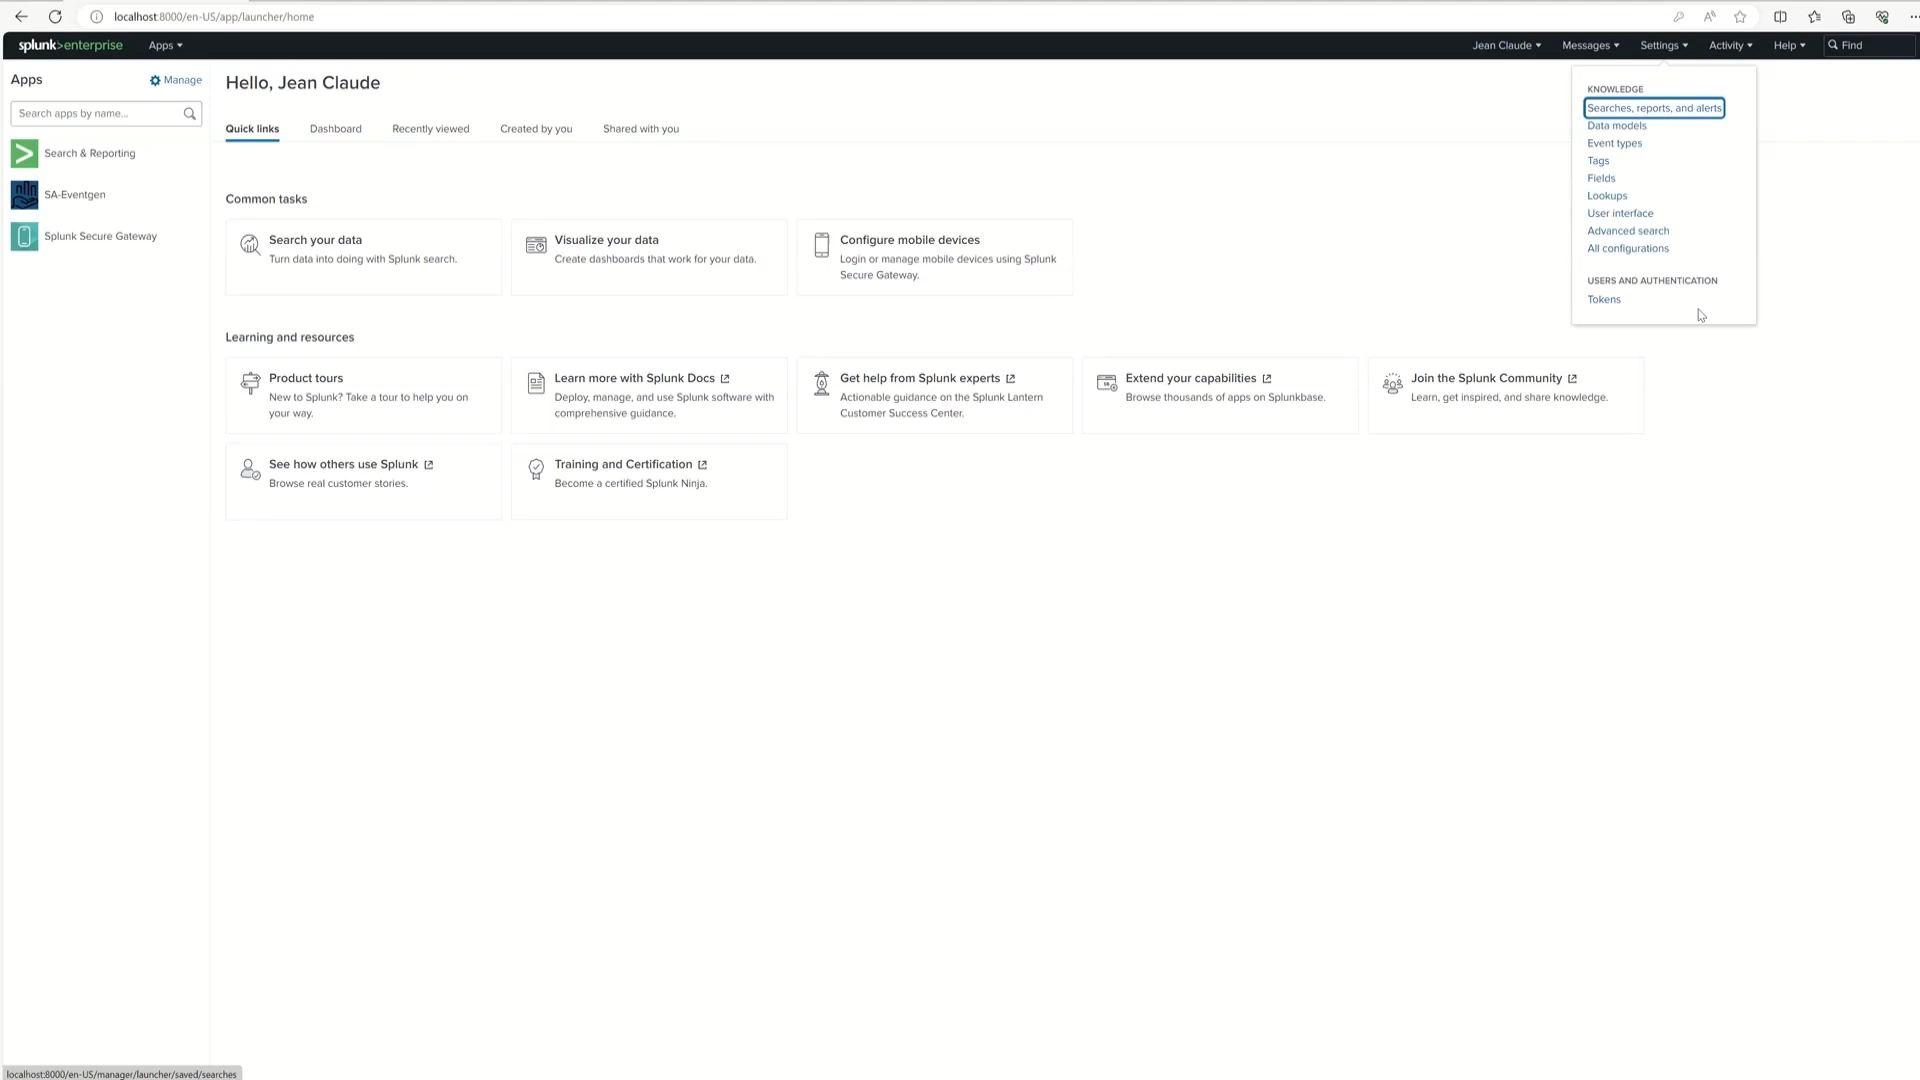 localhost:8000/en-US/app/launcher/home
splunk>enterprise Apps Jean Claude Messages Settings Activity Help Find
Apps Manage
Search apps by name...
Search & Reporting
SA-Eventgen
Splunk Secure Gateway
Hello, Jean Claude
Quick links Dashboard Recently viewed Created by you Shared with you
Common tasks
Search your data
Turn data into doing with Splunk search.
Visualize your data
Create dashboards that work for your data.
Configure mobile devices
Login or manage mobile devices using Splunk
Secure Gateway.
Learning and resources
Product tours
New to Splunk? Take a tour to help you on
your way.
Learn more with Splunk Docs
Deploy, manage, and use Splunk software with
comprehensive guidance.
Get help from Splunk experts
Actionable guidance on the Splunk Lantern
Customer Success Center.
Extend your capabilities
Browse thousands of apps on Splunkbase.
Join the Splunk Community
Learn, get inspired, and share knowledge.
See how others use Splunk
Browse real customer stories.
Training and Certification
Become a certified Splunk Ninja.
KNOWLEDGE
Searches, reports, and alerts
Data models
Event types
Tags
Fields
Lookups
User interface
Advanced search
All configurations
USERS AND AUTHENTICATION
Tokens
localhost:8000/en-US/manager/launcher/saved/searches